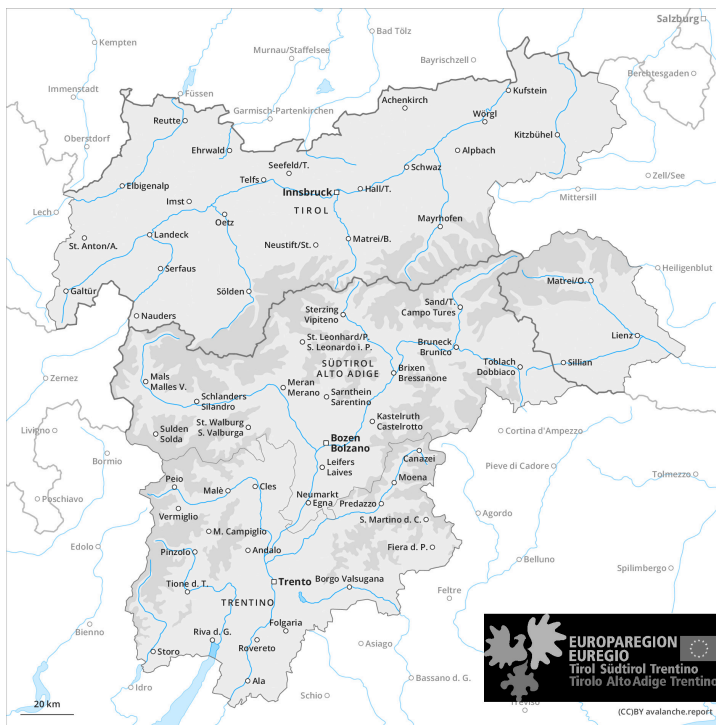 Salzburg
Kempten
Bad Tölz
Murnau/Staffelsee
Bayrischzell
Berchtesgaden
Immenstadt
Füssen
Kufstein
Achenkirch
Garmisch-Partenkirchen
Wörgl
Reutte
Kitzbühel
Oberstdorf
Ehrwald
Alpbach
Seefeld/T.
Schwaz
Zell/See
Telfs
Elbigenalp
Innsbruck
Hall/T.
Mittersill
Imst
TIROL
Lech
Oetz
Mayrhofen
Landeck
St. Anton/A.
Neustift/St.
Matrei/B.
Serfaus
Heiligenblut
Matrei/O.
Galtür
Sölden
Sand/T.
Campo Tures
Nauders
Sterzing
Vipiteno
Lienz
St. Leonhard/P.
S. Leonardo i. P.
Bruneck
Brunico
SÜDTIROL
ALTO ADIGE
Toblach
Dobbiaco
Sillian
Brixen
Bressanone
Zernez
Mals
Malles V.
Meran
Merano
Sarnthein
Sarentino
Schlanders
Silandro
St. Walburg
S. Valburga
Kastelruth
Castelrotto
Livigno
Sulden
Solda
Cortina d'Ampezzo
Bozen
Bolzano
Bormio
Canazei
Leifers
Laives
Pieve di Cadore
Tolmezzo
Peio
Moena
Malè
Cles
Poschiavo
Neumarkt
Egna
Predazzo
Vermiglio
Agordo
S. Martino d. C.
M. Campiglio
Edolo
Pinzolo
Andalo
Fiera d. P.
Belluno
Spilimbergo
Trento
Borgo Valsugana
Tione d. T.
Feltre
TRENTINO
Folgaria
Bienno
Riva d. G.
Rovereto
Asiago
Storo
Ala
Bassano d. G.
Idro
Schio
Treviso
EUROPAREGION
EUREGIO
Tirol Südtirol Trentino
Tirolo Alto Adige Trentino
20 km
(CC)BY avalanche.report